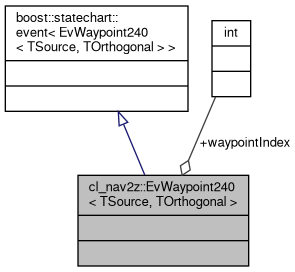 boost::statechart::
event< EvWaypoint240
< TSource, TOrthogonal > >
int
+waypointIndex
cl_nav2z::EvWaypoint240
< TSource, TOrthogonal >